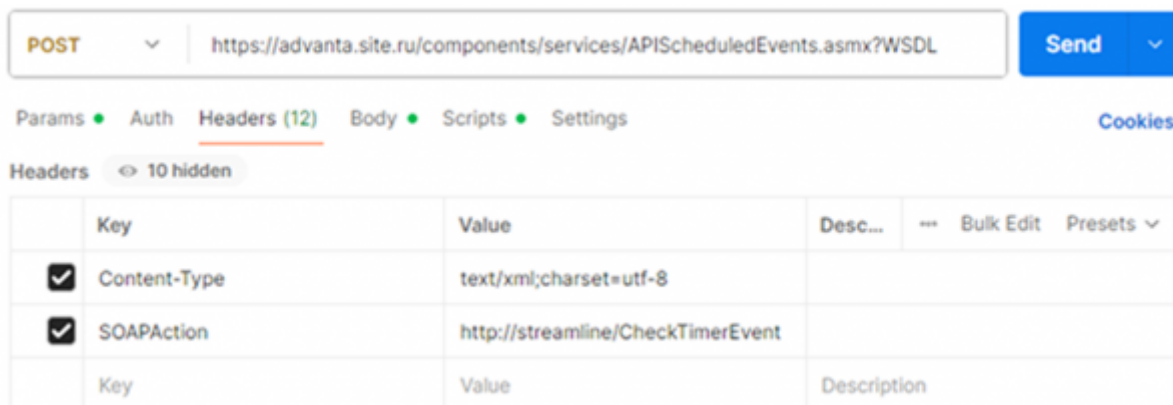 POST https://advanta.site.ru/components/services/APIScheduledEvents.asmx?WSDL Send
Params Auth Headers (12) Body Scripts Settings Cookies
Headers 10 hidden
Key Value Desc... ••• Bulk Edit Presets
Content-Type text/xml;charset=utf-8
SOAPAction http://streamline/CheckTimerEvent
Key Value Description